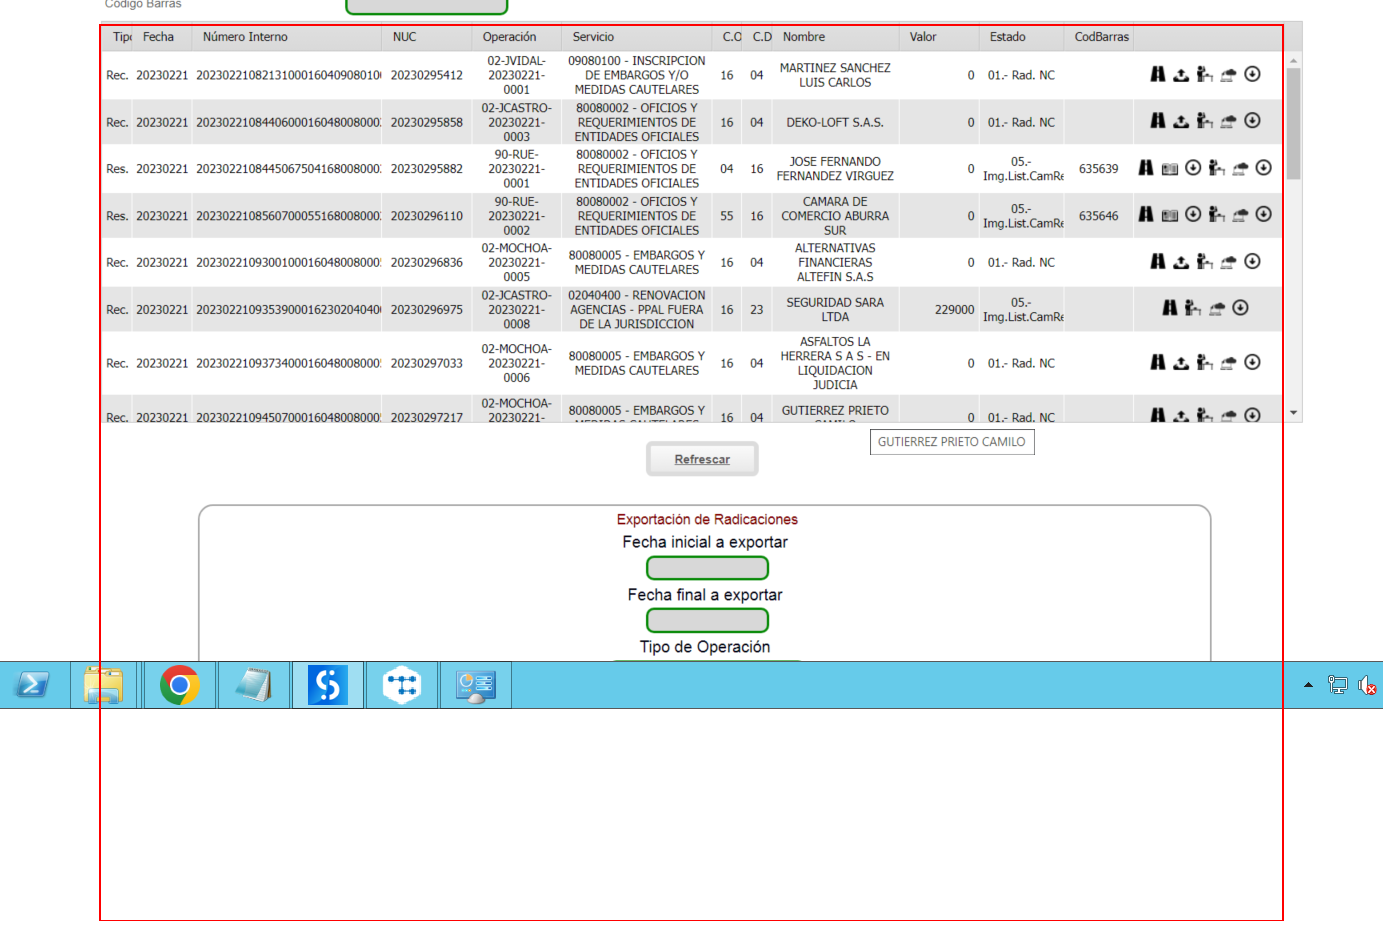 Código Barras
Tipo Fecha Número Interno NUC Operación Servicio C.O C.D Nombre Valor Estado CodBarras
02-JVIDAL- 09080100 - INSCRIPCION
Rec. 20230221 202302210821310001604090801 20230295412 20230221- DE EMBARGOS Y/O 16 04 MARTINEZ SANCHEZ 0 01.- Rad. NC
0001 MEDIDAS CAUTELARES LUIS CARLOS
02-JCASTRO- 80080002 - OFICIOS Y
Rec. 20230221 20230221084406000160480080002 20230295858 20230221- REQUERIMIENTOS DE 16 04 DEKO-LOFT S.A.S. 0 01.- Rad. NC
0003 ENTIDADES OFICIALES
90-RUE- 80080002 - OFICIOS Y JOSE FERNANDO 05.-
Res. 20230221 20230221084450675041680080002 20230295882 20230221- REQUERIMIENTOS DE 04 16 FERNANDEZ VIRGUEZ 0 Img.List.CamRe 635639
0001 ENTIDADES OFICIALES
90-RUE- 80080002 - OFICIOS Y CAMARA DE 05.-
Res. 20230221 20230221085607000551680080002 20230296110 20230221- REQUERIMIENTOS DE 55 16 COMERCIO ABURRA 0 Img.List.CamRe 635646
0002 ENTIDADES OFICIALES SUR
02-MOCHOA- ALTERNATIVAS
Rec. 20230221 2023022109300100016048008000 20230296836 20230221- 80080005 - EMBARGOS Y 16 04 FINANCIERAS 0 01.- Rad. NC
0005 MEDIDAS CAUTELARES ALTEFIN S.A.S
02-JCASTRO- 02040400 - RENOVACION
Rec. 20230221 2023022109353900016230204040 20230296975 20230221- AGENCIAS - PPAL FUERA 16 23 SEGURIDAD SARA 229000 05.-
0008 DE LA JURISDICCION LTDA Img.List.CamRe
ASFALTOS LA
02-MOCHOA- 80080005 - EMBARGOS Y HERRERA S A S - EN
Rec. 20230221 2023022109373400016048008000 20230297033 20230221- MEDIDAS CAUTELARES 16 04 LIQUIDACION 0 01.- Rad. NC
0006 JUDICIA
02-MOCHOA- 80080005 - EMBARGOS Y GUTIERREZ PRIETO
Rec. 20230221 2023022109450700016048008000 20230297217 20230221- MEDIDAS CAUTELARES 16 04 CAMILO 0 01.- Rad. NC
GUTIERREZ PRIETO CAMILO
Refrescar
Exportación de Radicaciones
Fecha inicial a exportar
Fecha final a exportar
Tipo de Operación